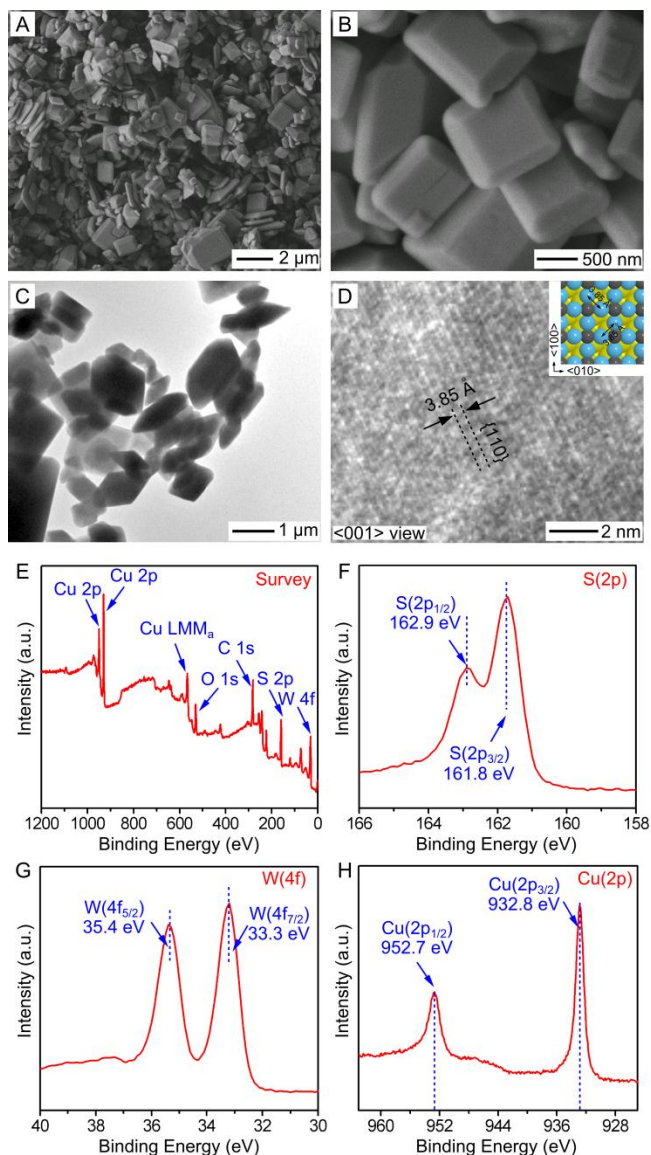 A
2 µm
B
500 nm
C
1 µm
D
3.85 Å
{110}
<001> view
2 nm
<100>
<010>
3.85 Å
E
Survey
Cu 2p
Cu 2p
Cu LMMa
C 1s
O 1s
S 2p
W 4f
Intensity (a.u.)
1200 1000 800 600 400 200 0
Binding Energy (eV)
F
S(2p)
S(2p1/2)
162.9 eV
S(2p3/2)
161.8 eV
Intensity (a.u.)
166 164 162 160 158
Binding Energy (eV)
G
W(4f)
W(4f5/2)
35.4 eV
W(4f7/2)
33.3 eV
Intensity (a.u.)
40 38 36 34 32 30
Binding Energy (eV)
H
Cu(2p)
Cu(2p3/2)
932.8 eV
Cu(2p1/2)
952.7 eV
Intensity (a.u.)
960 952 944 936 928
Binding Energy (eV)